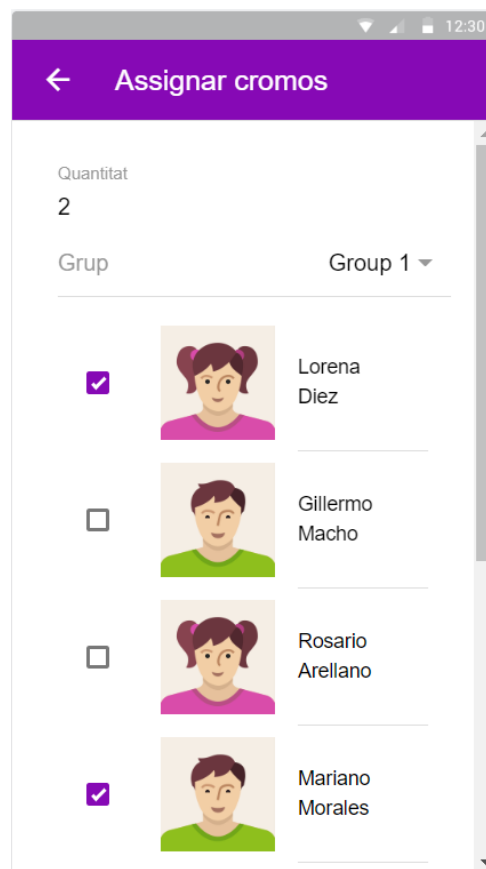 12:30
Assignar cromos
Quantitat
2
Grup Group 1
Lorena
Diez
Gillermo
Macho
Rosario
Arellano
Mariano
Morales